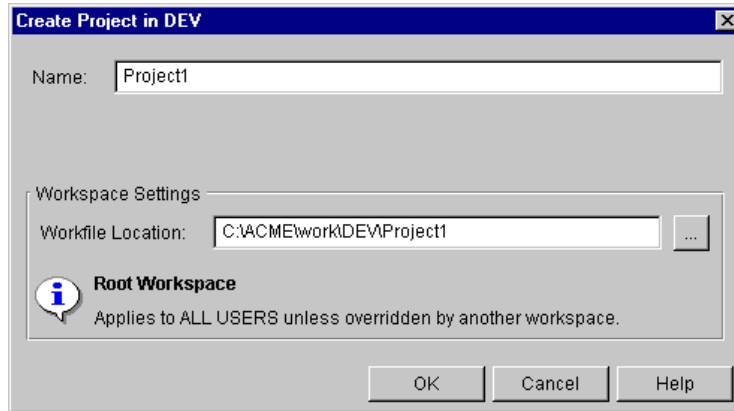 Create Project in DEV
Name: Project1
Workspace Settings
Workfile Location: C:\ACME\work\DEV\Project1 ...
Root Workspace
Applies to ALL USERS unless overridden by another workspace.
OK Cancel Help